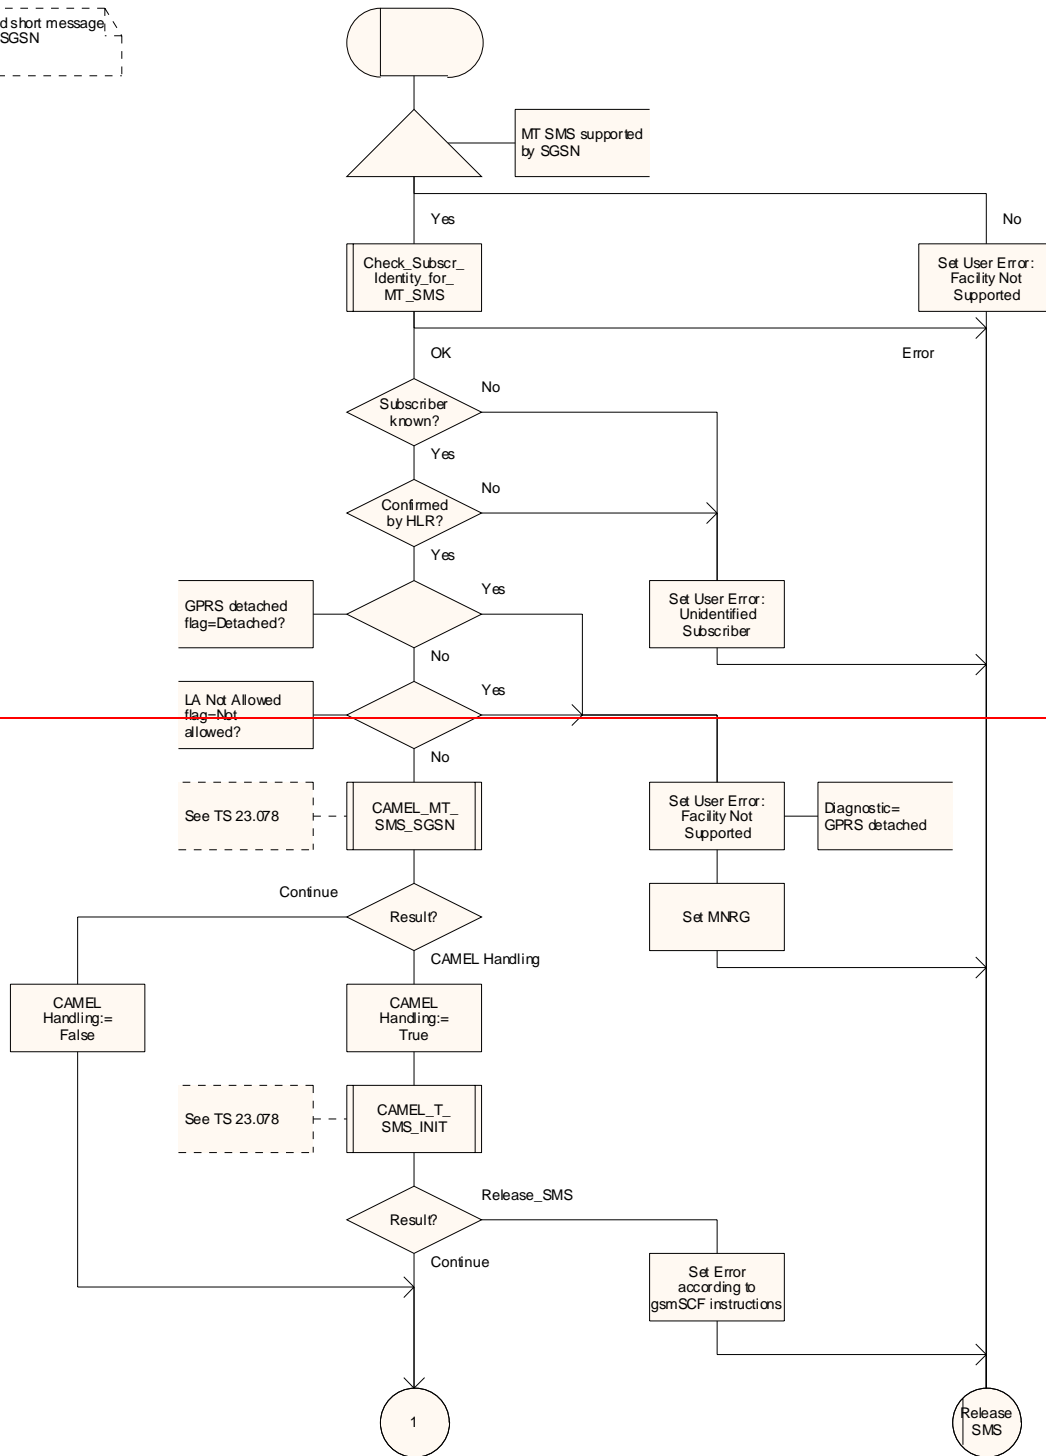 d short message
SGSN
MT SMS supported
by SGSN
Yes
No
Check_Subscr_
Identity_for_
MT_SMS
Set User Error:
Facility Not
Supported
OK
Error
Subscriber
known?
No
Yes
Confirmed
by HLR?
No
Yes
GPRS detached
flag=Detached?
Yes
Set User Error:
Unidentified
Subscriber
No
LA Not Allowed
flag=Not
allowed?
Yes
No
See TS 23.078
CAMEL_MT_
SMS_SGSN
Set User Error:
Facility Not
Supported
Diagnostic=
GPRS detached
Continue
Result?
Set MNRG
CAMEL Handling
CAMEL
Handling:=
False
CAMEL
Handling:=
True
See TS 23.078
CAMEL_T_
SMS_INIT
Result?
Release_SMS
Continue
Set Error
according to
gsmSCF instructions
1
Release
SMS